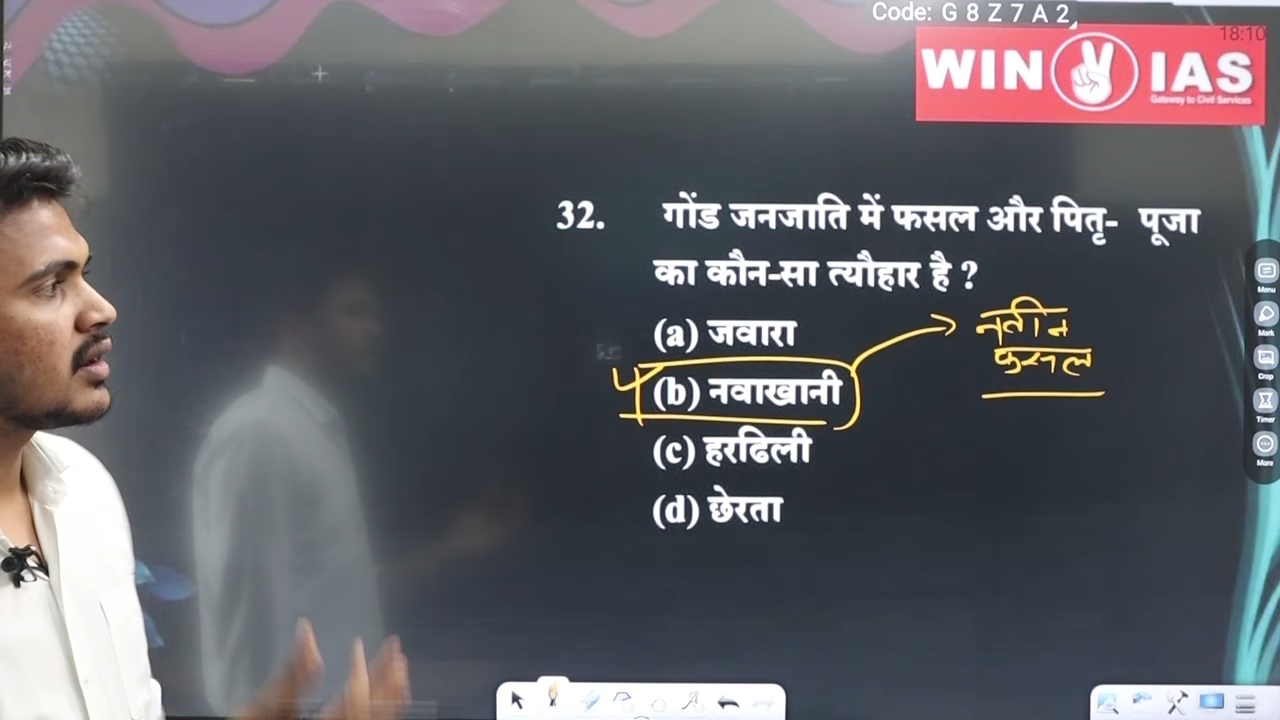 Code: G 8 Z 7 A 2
18:10
WIN IAS
Gateway to Civil Services
32. गोंड जनजाति में फसल और पितृ- पूजा
का कौन-सा त्यौहार है ?
(a) जवारा
(b) नवाखानी
(c) हरढिली
(d) छेरता
नवीन
फसल
Menu
Mark
Crop
Timer
More